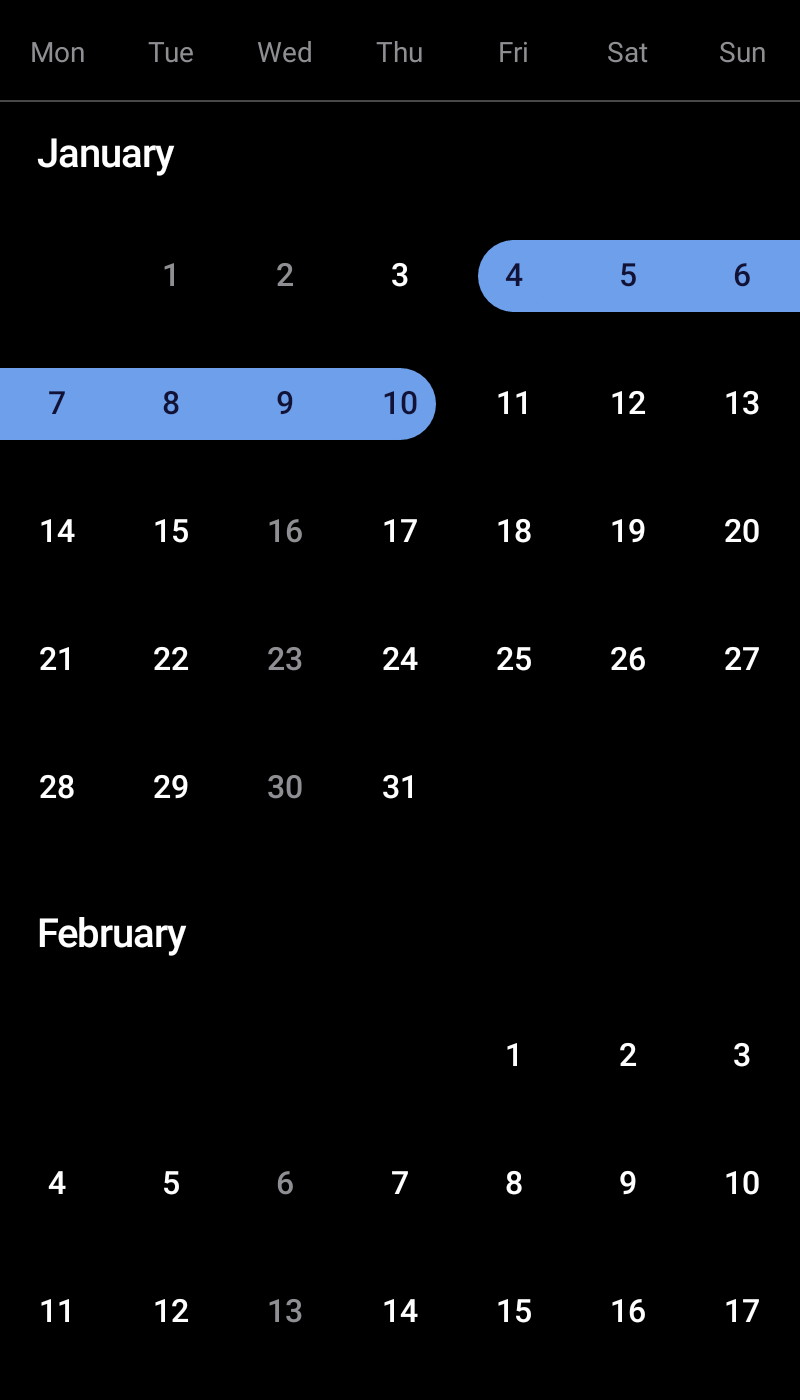 Mon Tue Wed Thu Fri Sat Sun
January
1 2 3 4 5 6
7 8 9 10 11 12 13
14 15 16 17 18 19 20
21 22 23 24 25 26 27
28 29 30 31
February
1 2 3
4 5 6 7 8 9 10
11 12 13 14 15 16 17